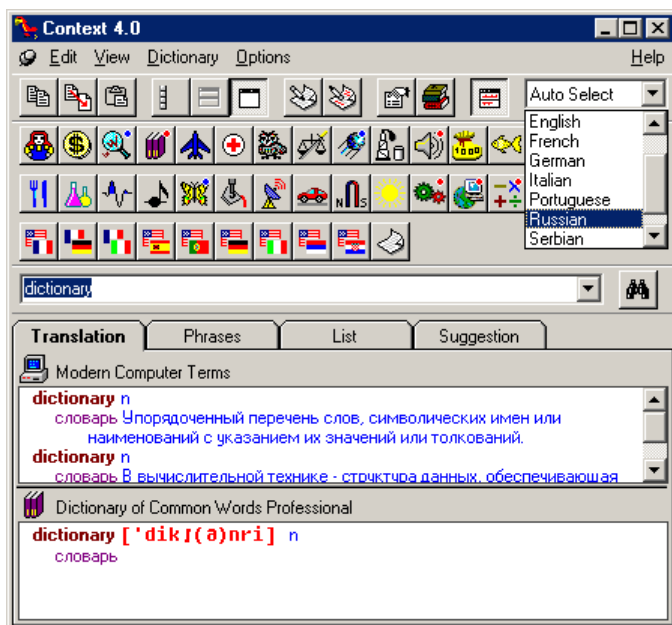 Context 4.0
Edit View Dictionary Options Help
Auto Select
English
French
German
Italian
Portuguese
Russian
Serbian
1000
N S
dictionary
Translation Phrases List Suggestion
Modern Computer Terms
dictionary n
словарь Упорядоченный перечень слов, символических имен или
наименований с указанием их значений или толкований.
dictionary n
словарь В вычислительной технике - структура данных, обеспечивающая
Dictionary of Common Words Professional
dictionary ['dikʃ(ə)nri] n
словарь